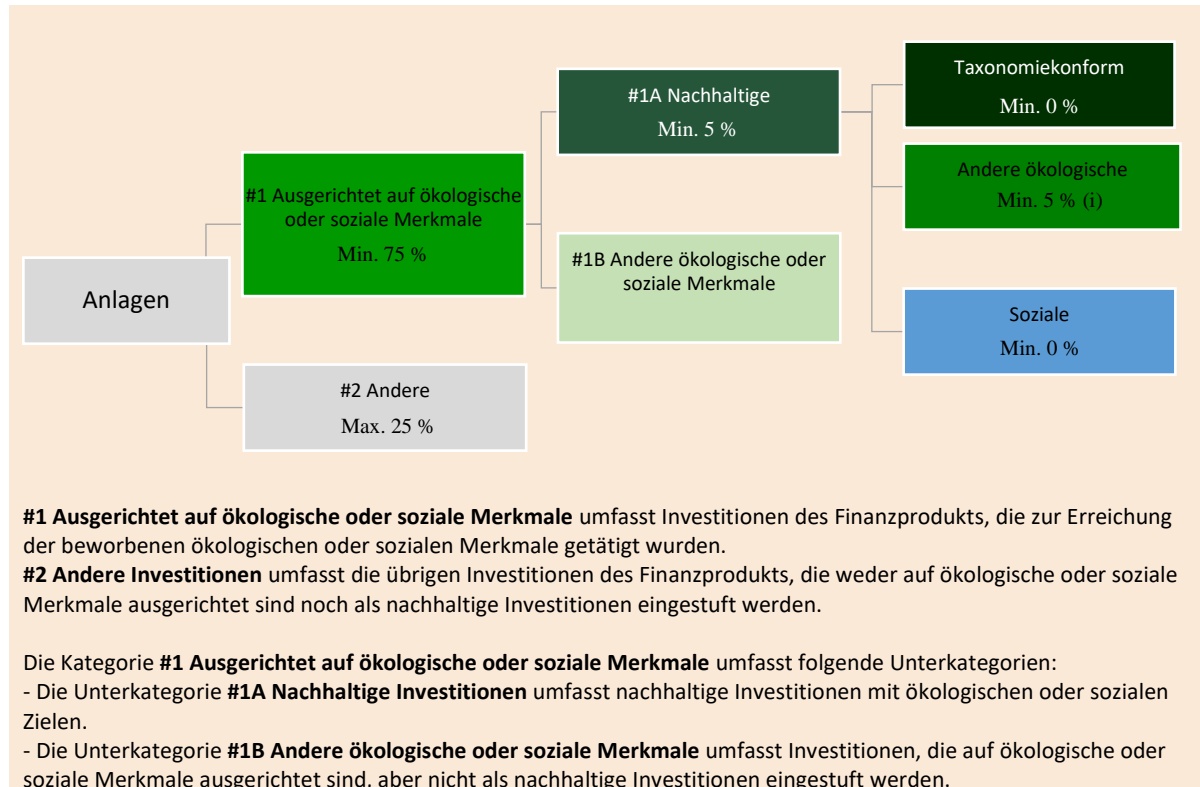 Anlagen
#1 Ausgerichtet auf ökologische
oder soziale Merkmale
Min. 75 %
#2 Andere
Max. 25 %
#1A Nachhaltige
Min. 5 %
#1B Andere ökologische oder
soziale Merkmale
Taxonomiekonform
Min. 0 %
Andere ökologische
Min. 5 % (i)
Soziale
Min. 0 %
#1 Ausgerichtet auf ökologische oder soziale Merkmale umfasst Investitionen des Finanzprodukts, die zur Erreichung
der beworbenen ökologischen oder sozialen Merkmale getätigt wurden.
#2 Andere Investitionen umfasst die übrigen Investitionen des Finanzprodukts, die weder auf ökologische oder soziale
Merkmale ausgerichtet sind noch als nachhaltige Investitionen eingestuft werden.
Die Kategorie #1 Ausgerichtet auf ökologische oder soziale Merkmale umfasst folgende Unterkategorien:
- Die Unterkategorie #1A Nachhaltige Investitionen umfasst nachhaltige Investitionen mit ökologischen oder sozialen
Zielen.
- Die Unterkategorie #1B Andere ökologische oder soziale Merkmale umfasst Investitionen, die auf ökologische oder
soziale Merkmale ausgerichtet sind, aber nicht als nachhaltige Investitionen eingestuft werden.